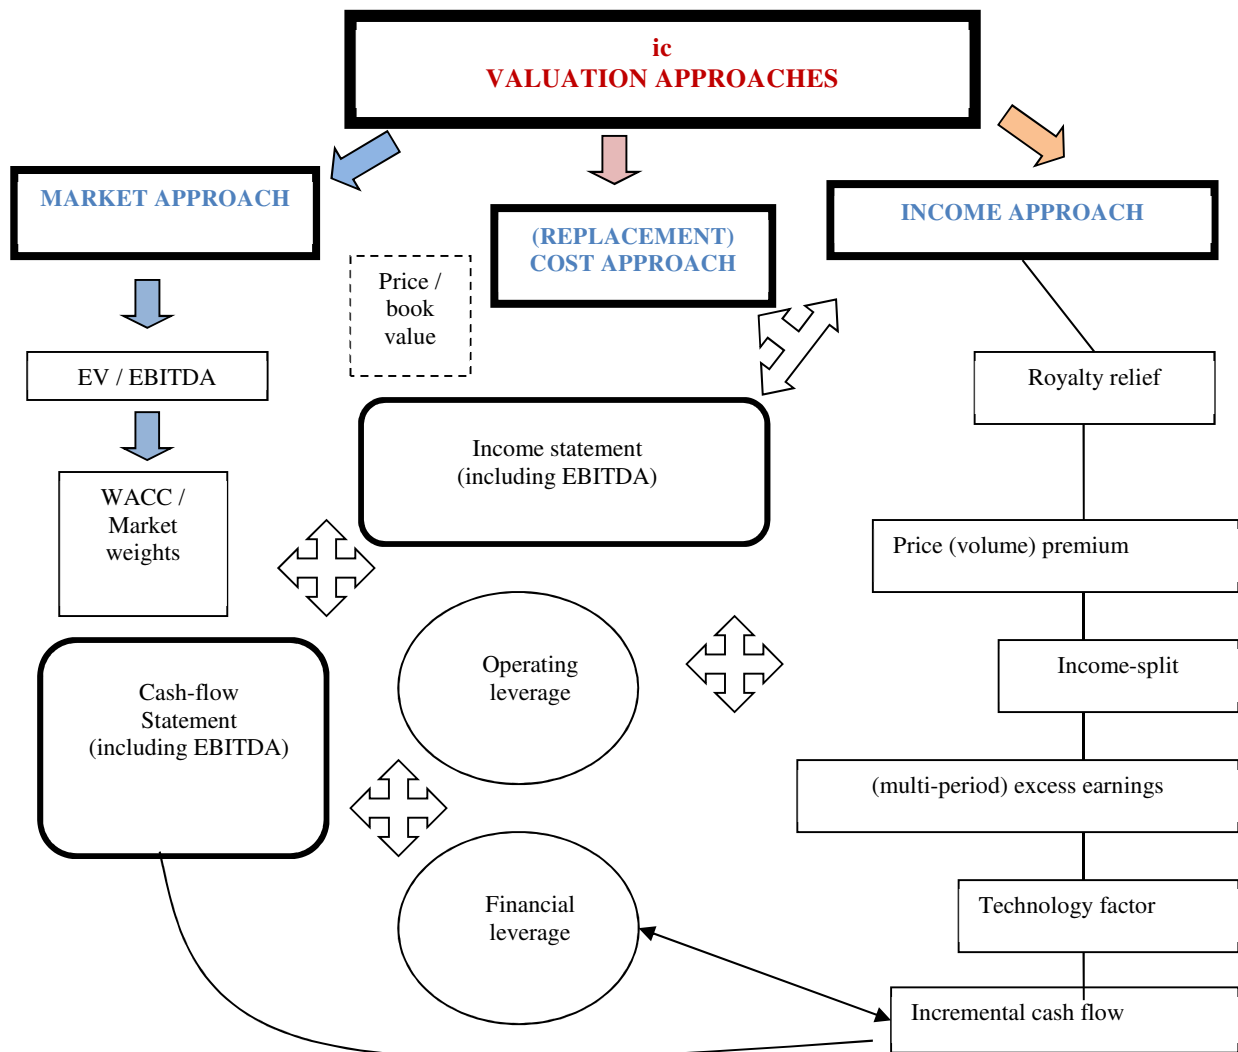 ic
VALUATION APPROACHES
MARKET APPROACH
(REPLACEMENT)
COST APPROACH
INCOME APPROACH
Price /
book
value
EV / EBITDA
Royalty relief
Income statement
(including EBITDA)
WACC /
Market
weights
Price (volume) premium
Operating
leverage
Income-split
Cash-flow
Statement
(including EBITDA)
(multi-period) excess earnings
Financial
leverage
Technology factor
Incremental cash flow